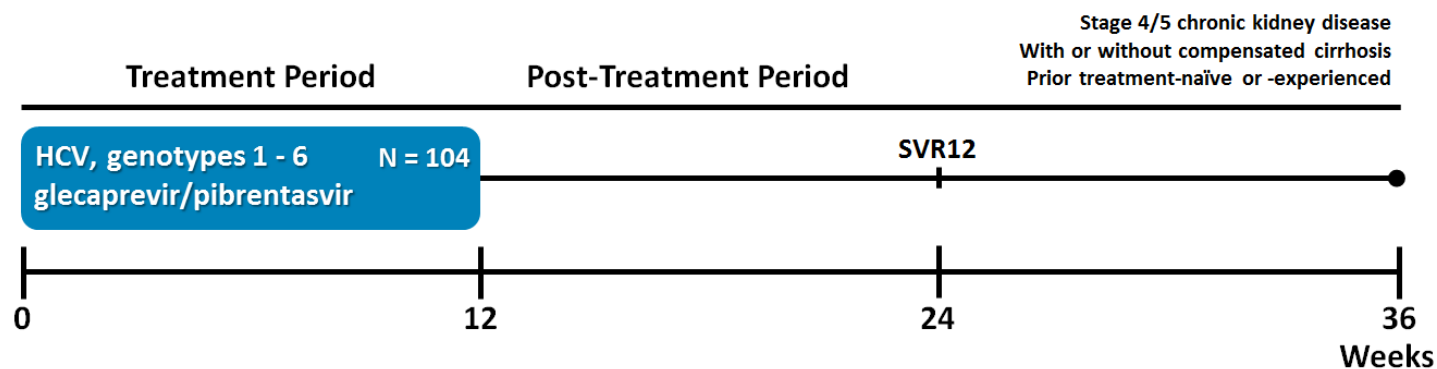 Stage 4/5 chronic kidney disease
With or without compensated cirrhosis
Prior treatment-naïve or -experienced
Treatment Period
Post-Treatment Period
HCV, genotypes 1 - 6
N = 104
glecaprevir/pibrentasvir
SVR12
0
12
24
36
Weeks